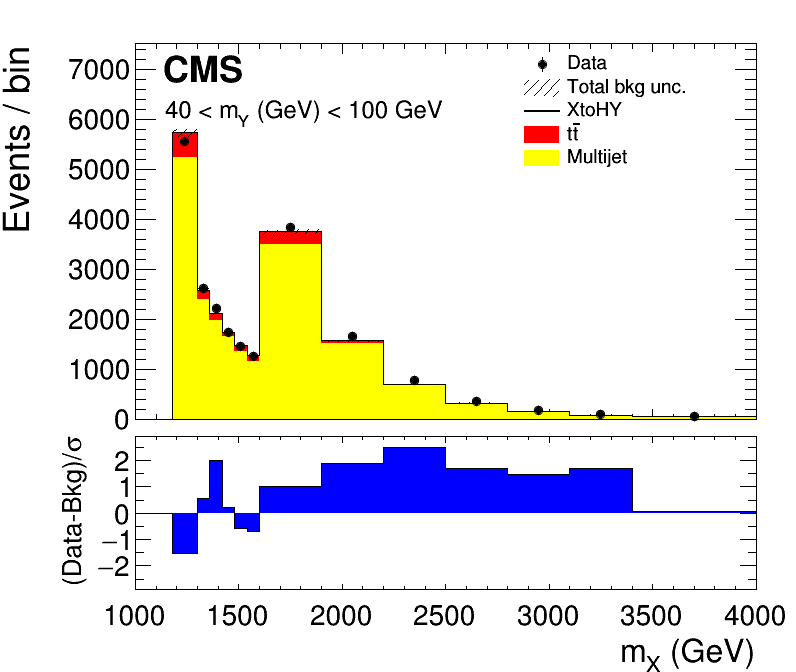 Events / bin
7000
6000
5000
4000
3000
2000
1000
0
CMS
40 < m_Y (GeV) < 100 GeV
Data
Total bkg unc.
XtoHY
tt̄
Multijet
(Data-Bkg)/σ
2
1
0
−1
−2
1000 1500 2000 2500 3000 3500 4000
m_X (GeV)